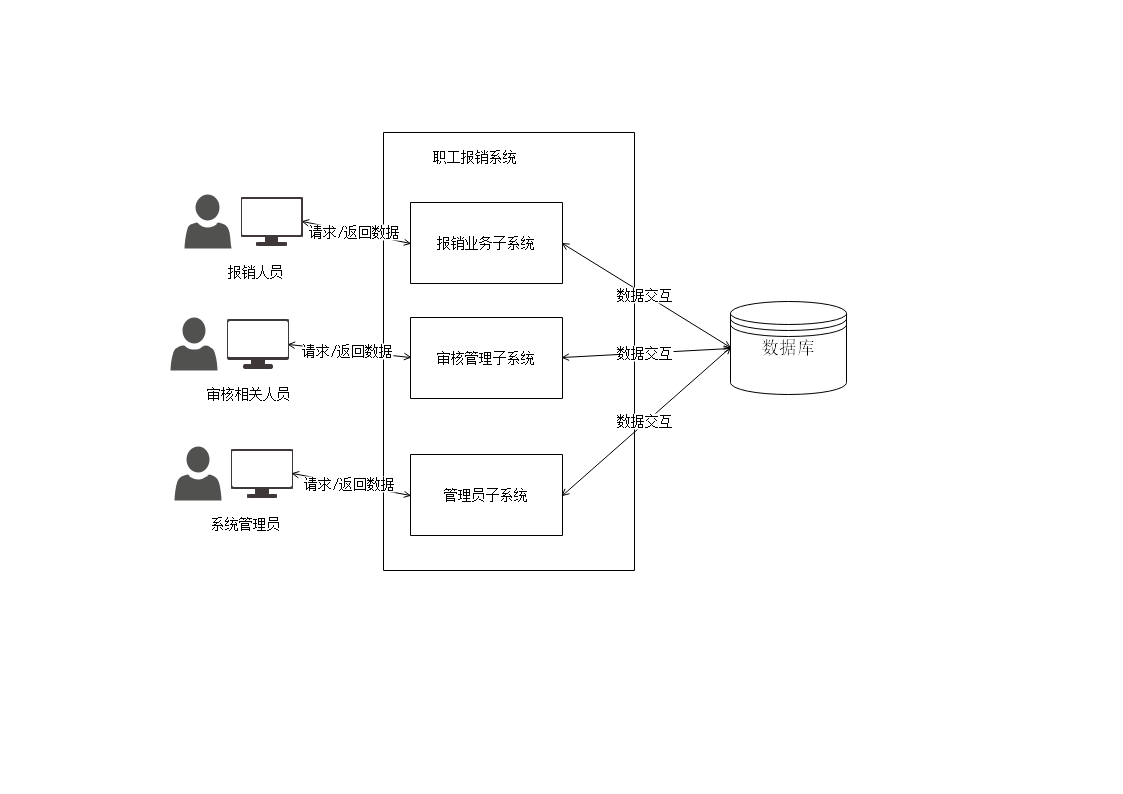 职工报销系统
请求/返回数据
报销业务子系统
报销人员
数据交互
请求/返回数据
审核管理子系统
数据交互
数据库
审核相关人员
数据交互
请求/返回数据
管理员子系统
系统管理员